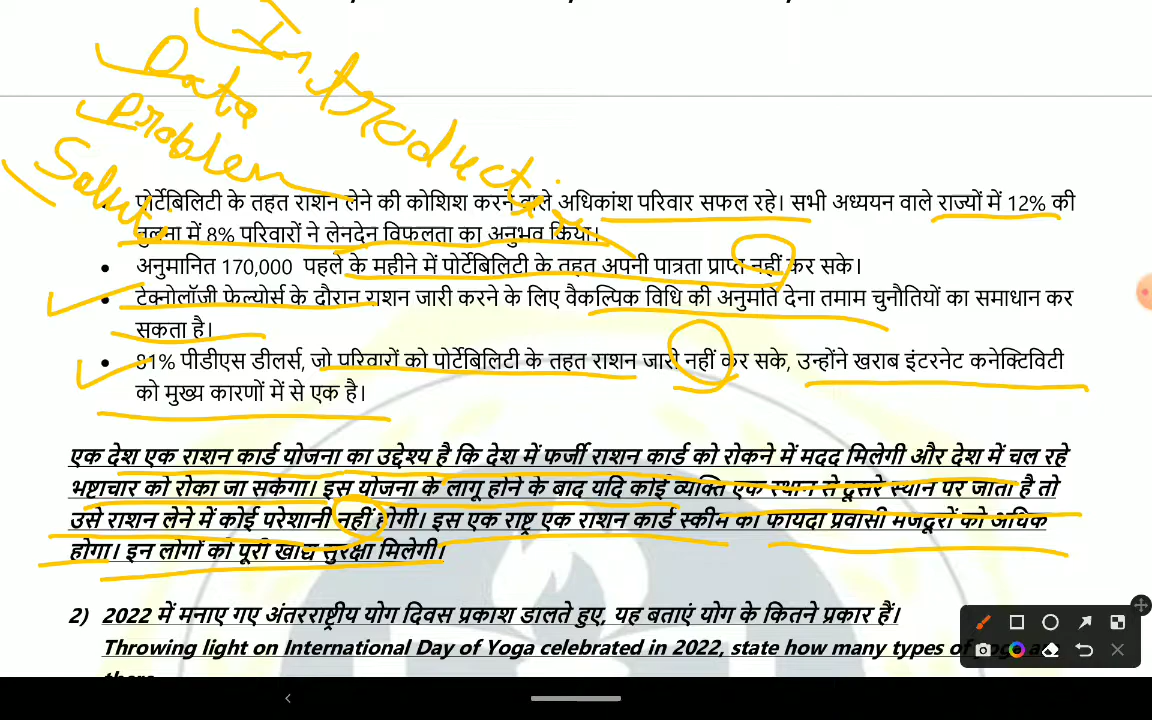 Introduction
Data
Problem
Soluti
पोर्टेबिलिटी के तहत राशन लेने की कोशिश करने वाले अधिकांश परिवार सफल रहे। सभी अध्ययन वाले राज्यों में 12% की
तुलना में 8% परिवारों ने लेनदेन विफलता का अनुभव किया।
• अनुमानित 170,000 पहले के महीने में पोर्टेबिलिटी के तहत अपनी पात्रता प्राप्त नहीं कर सके।
• टेक्नोलॉजी फेल्योर्स के दौरान राशन जारी करने के लिए वैकल्पिक विधि की अनुमति देना तमाम चुनौतियों का समाधान कर
सकता है।
• 81% पीडीएस डीलर्स, जो परिवारों को पोर्टेबिलिटी के तहत राशन जारी नहीं कर सके, उन्होंने खराब इंटरनेट कनेक्टिविटी
को मुख्य कारणों में से एक है।
एक देश एक राशन कार्ड योजना का उद्देश्य है कि देश में फर्जी राशन कार्ड को रोकने में मदद मिलेगी और देश में चल रहे
भष्टाचार को रोका जा सकेगा। इस योजना के लागू होने के बाद यदि कोई व्यक्ति एक स्थान से दूसरे स्थान पर जाता है तो
उसे राशन लेने में कोई परेशानी नहीं होगी। इस एक राष्ट्र एक राशन कार्ड स्कीम का फायदा प्रवासी मजदूरों को अधिक
होगा। इन लोगों को पूरी खाद्य सुरक्षा मिलेगी।
2) 2022 में मनाए गए अंतरराष्ट्रीय योग दिवस प्रकाश डालते हुए, यह बताएं योग के कितने प्रकार हैं।
Throwing light on International Day of Yoga celebrated in 2022, state how many types of yoga